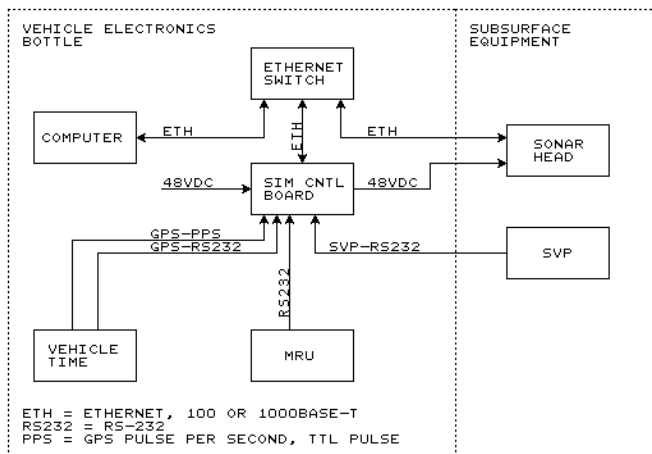 VEHICLE ELECTRONICS
BOTTLE
SUBSURFACE
EQUIPMENT
ETHERNET
SWITCH
COMPUTER
ETH
ETH
ETH
SONAR
HEAD
48VDC
SIM CNTL
BOARD
48VDC
GPS-PPS
GPS-RS232
SVP-RS232
SVP
RS232
VEHICLE
TIME
MRU
ETH = ETHERNET, 100 OR 1000BASE-T
RS232 = RS-232
PPS = GPS PULSE PER SECOND, TTL PULSE